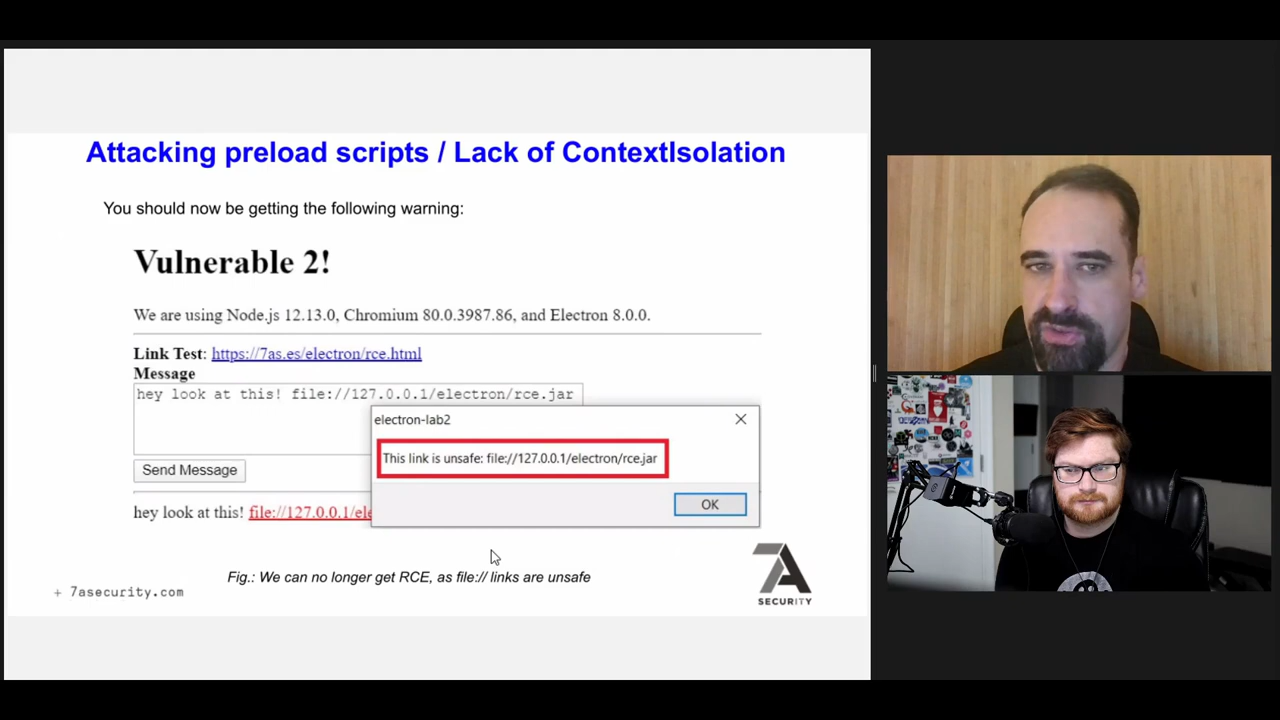 Attacking preload scripts / Lack of ContextIsolation
You should now be getting the following warning:
Vulnerable 2!
We are using Node.js 12.13.0, Chromium 80.0.3987.86, and Electron 8.0.0.
Link Test: https://7as.es/electron/rce.html
Message
hey look at this! file://127.0.0.1/electron/rce.jar
electron-lab2
This link is unsafe: file://127.0.0.1/electron/rce.jar
OK
Send Message
hey look at this! file://127.0.0.1/ele
Fig.: We can no longer get RCE, as file:// links are unsafe
+ 7asecurity.com
7A
SECURITY